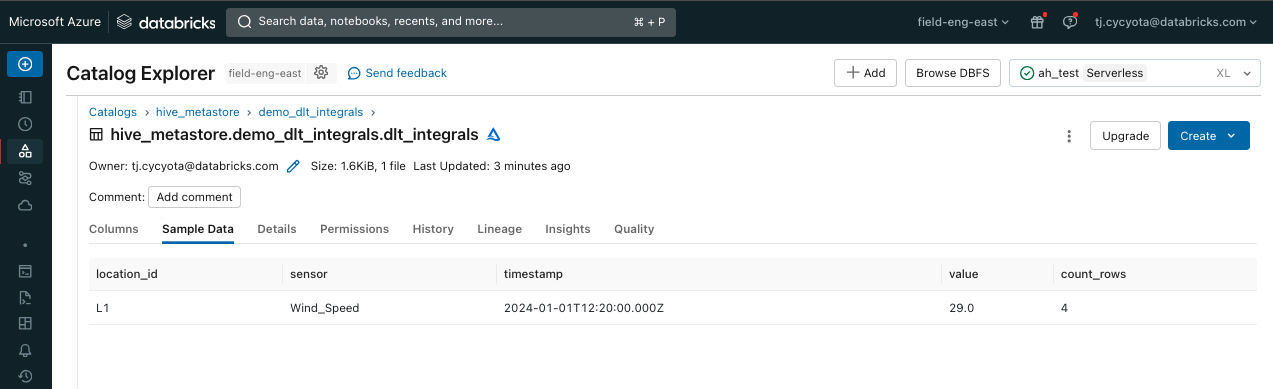 Microsoft Azure databricks Search data, notebooks, recents, and more... ⌘ + P field-eng-east tj.cycyota@databricks.com
Catalog Explorer field-eng-east Send feedback + Add Browse DBFS ah_test Serverless XL
Catalogs > hive_metastore > demo_dlt_integrals >
hive_metastore.demo_dlt_integrals.dlt_integrals Upgrade Create
Owner: tj.cycyota@databricks.com Size: 1.6KiB, 1 file Last Updated: 3 minutes ago
Comment: Add comment
Columns Sample Data Details Permissions History Lineage Insights Quality
location_id sensor timestamp value count_rows
L1 Wind_Speed 2024-01-01T12:20:00.000Z 29.0 4